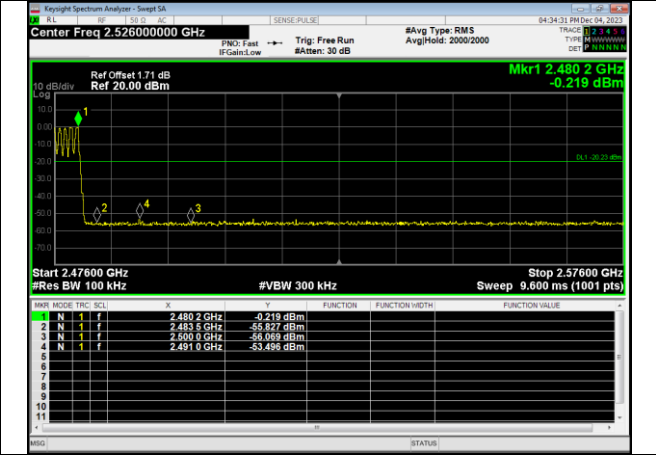 Keysight Spectrum Analyzer - Swept SA
RL RF 50 Ω AC SENSE:PULSE 04:34:31 PM Dec 04, 2023
Center Freq 2.526000000 GHz #Avg Type: RMS TRACE 1 2 3 4 5 6
PNO: Fast Trig: Free Run Avg|Hold: 2000/2000 TYPE M WWWWW
IFGain:Low #Atten: 30 dB DET P N N N N N
Mkr1 2.480 2 GHz
Ref Offset 1.71 dB
10 dB/div Ref 20.00 dBm -0.219 dBm
Log
10.0
1
0.00
-10.0
-20.0
DL1 -20.23 dBm
-30.0
-40.0
2 4 3
-50.0
-60.0
-70.0
Start 2.47600 GHz Stop 2.57600 GHz
#Res BW 100 kHz #VBW 300 kHz Sweep 9.600 ms (1001 pts)
MKR MODE TRC SCL X Y FUNCTION FUNCTION WIDTH FUNCTION VALUE
1 N 1 f 2.480 2 GHz -0.219 dBm
2 N 1 f 2.483 5 GHz -55.827 dBm
3 N 1 f 2.500 0 GHz -56.069 dBm
4 N 1 f 2.491 0 GHz -53.496 dBm
5
6
7
8
9
10
11
MSG STATUS